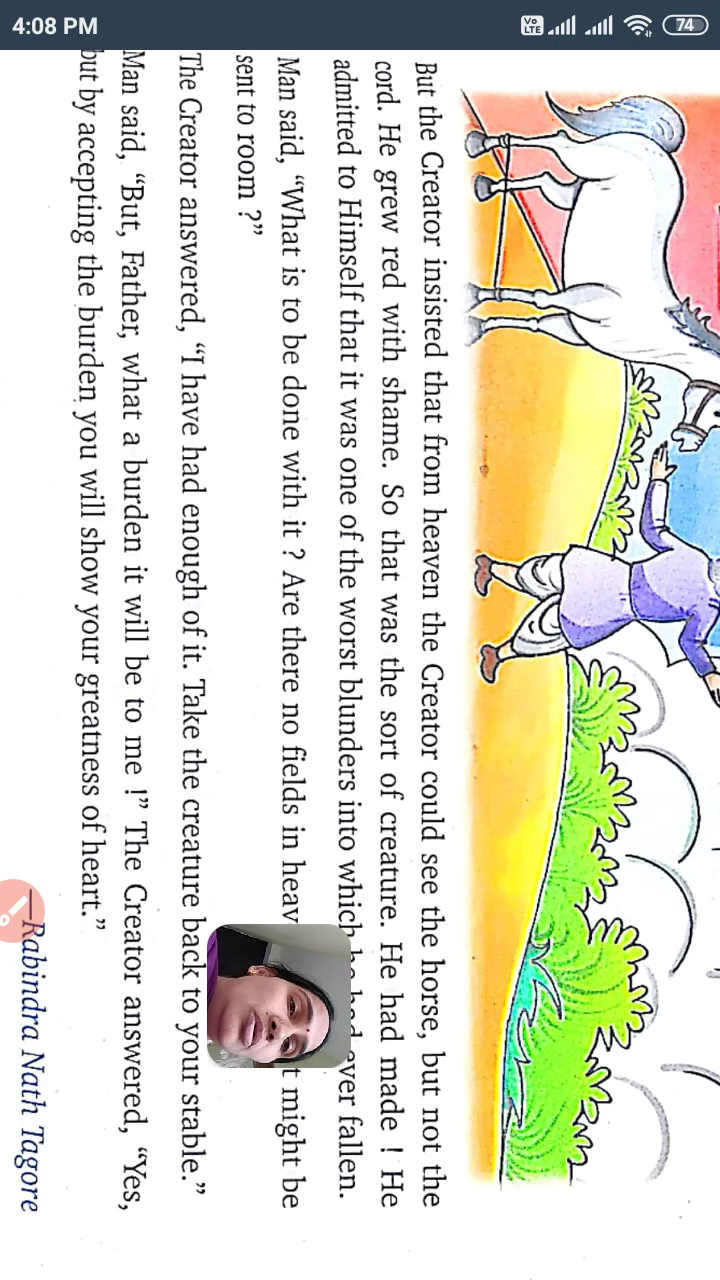 4:08 PM
Vo LTE
74
But the Creator insisted that from heaven the Creator could see the horse, but not the
cord. He grew red with shame. So that was the sort of creature. He had made ! He
admitted to Himself that it was one of the worst blunders into which ever fallen.
Man said, “What is to be done with it ? Are there no fields in might be
sent to room ?”
The Creator answered, “I have had enough of it. Take the creature back to your stable.”
Man said, “But, Father, what a burden it will be to me !” The Creator answered, “Yes,
but by accepting the burden you will show your greatness of heart.”
—Rabindra Nath Tagore